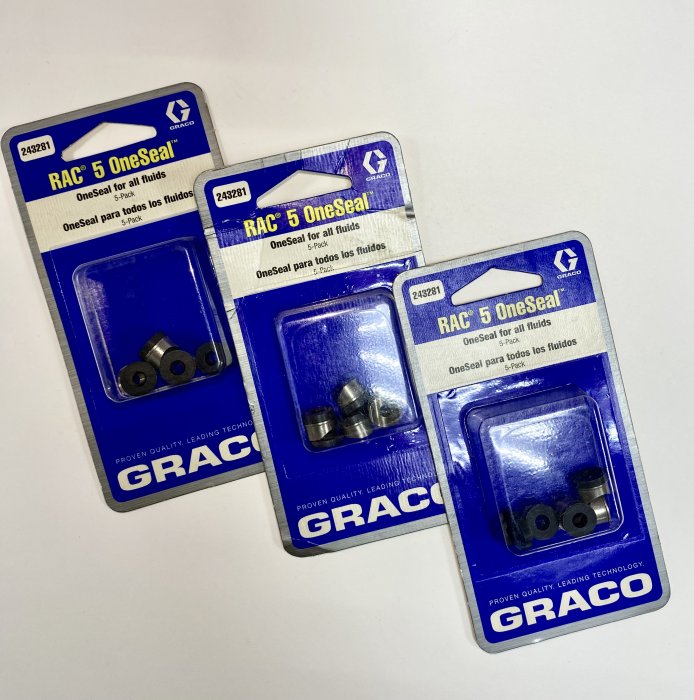 243281
GRACO
RAC® 5 OneSeal™
OneSeal for all fluids
5-Pack
OneSeal para todos los fluidos
5-Pack
PROVEN QUALITY. LEADING TECHNOLOGY.
GRACO
243281
GRACO
RAC® 5 OneSeal™
OneSeal for all fluids
5-Pack
OneSeal para todos los fluidos
5-Pack
PROVEN QUALITY. LEADING TECHNO
GRACO
243281
GRACO
RAC® 5 OneSeal™
OneSeal for all fluids
5-Pack
OneSeal para todos los fluidos
5-Pack
PROVEN QUALITY. LEADING TECHNOLOGY.
GRACO